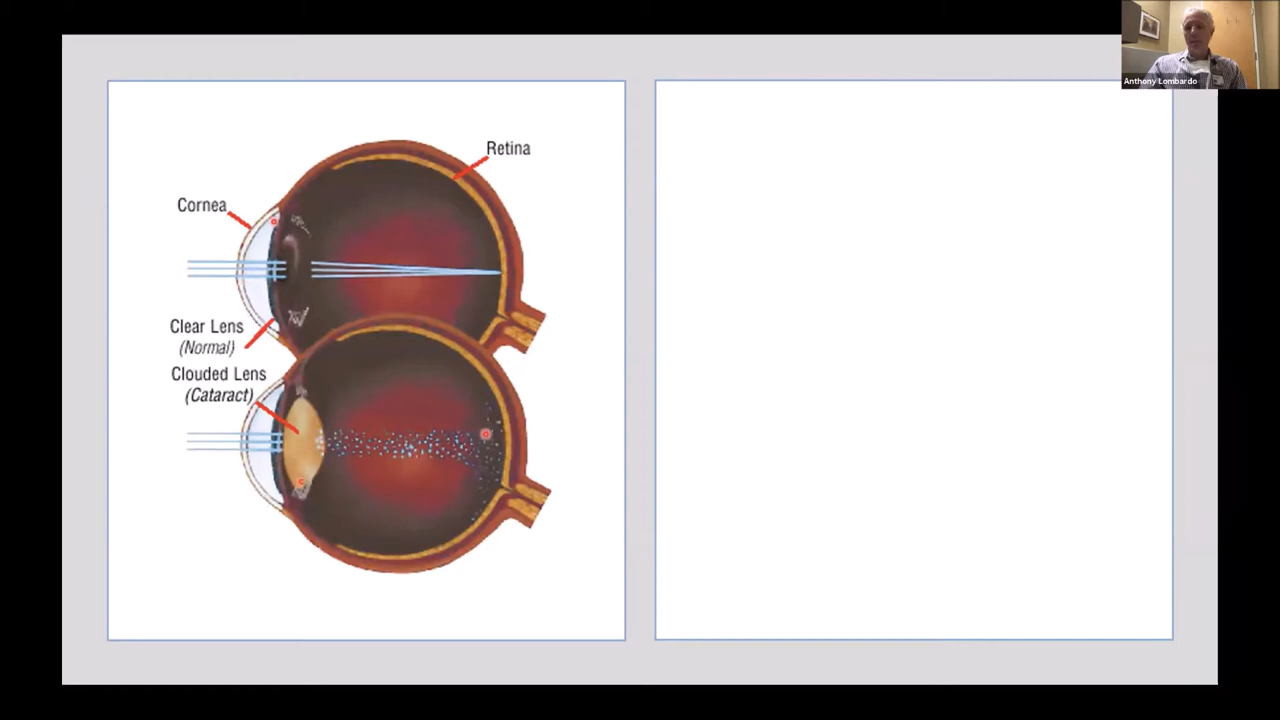 Anthony Lombardo
Retina
Cornea
Clear Lens
(Normal)
Clouded Lens
(Cataract)